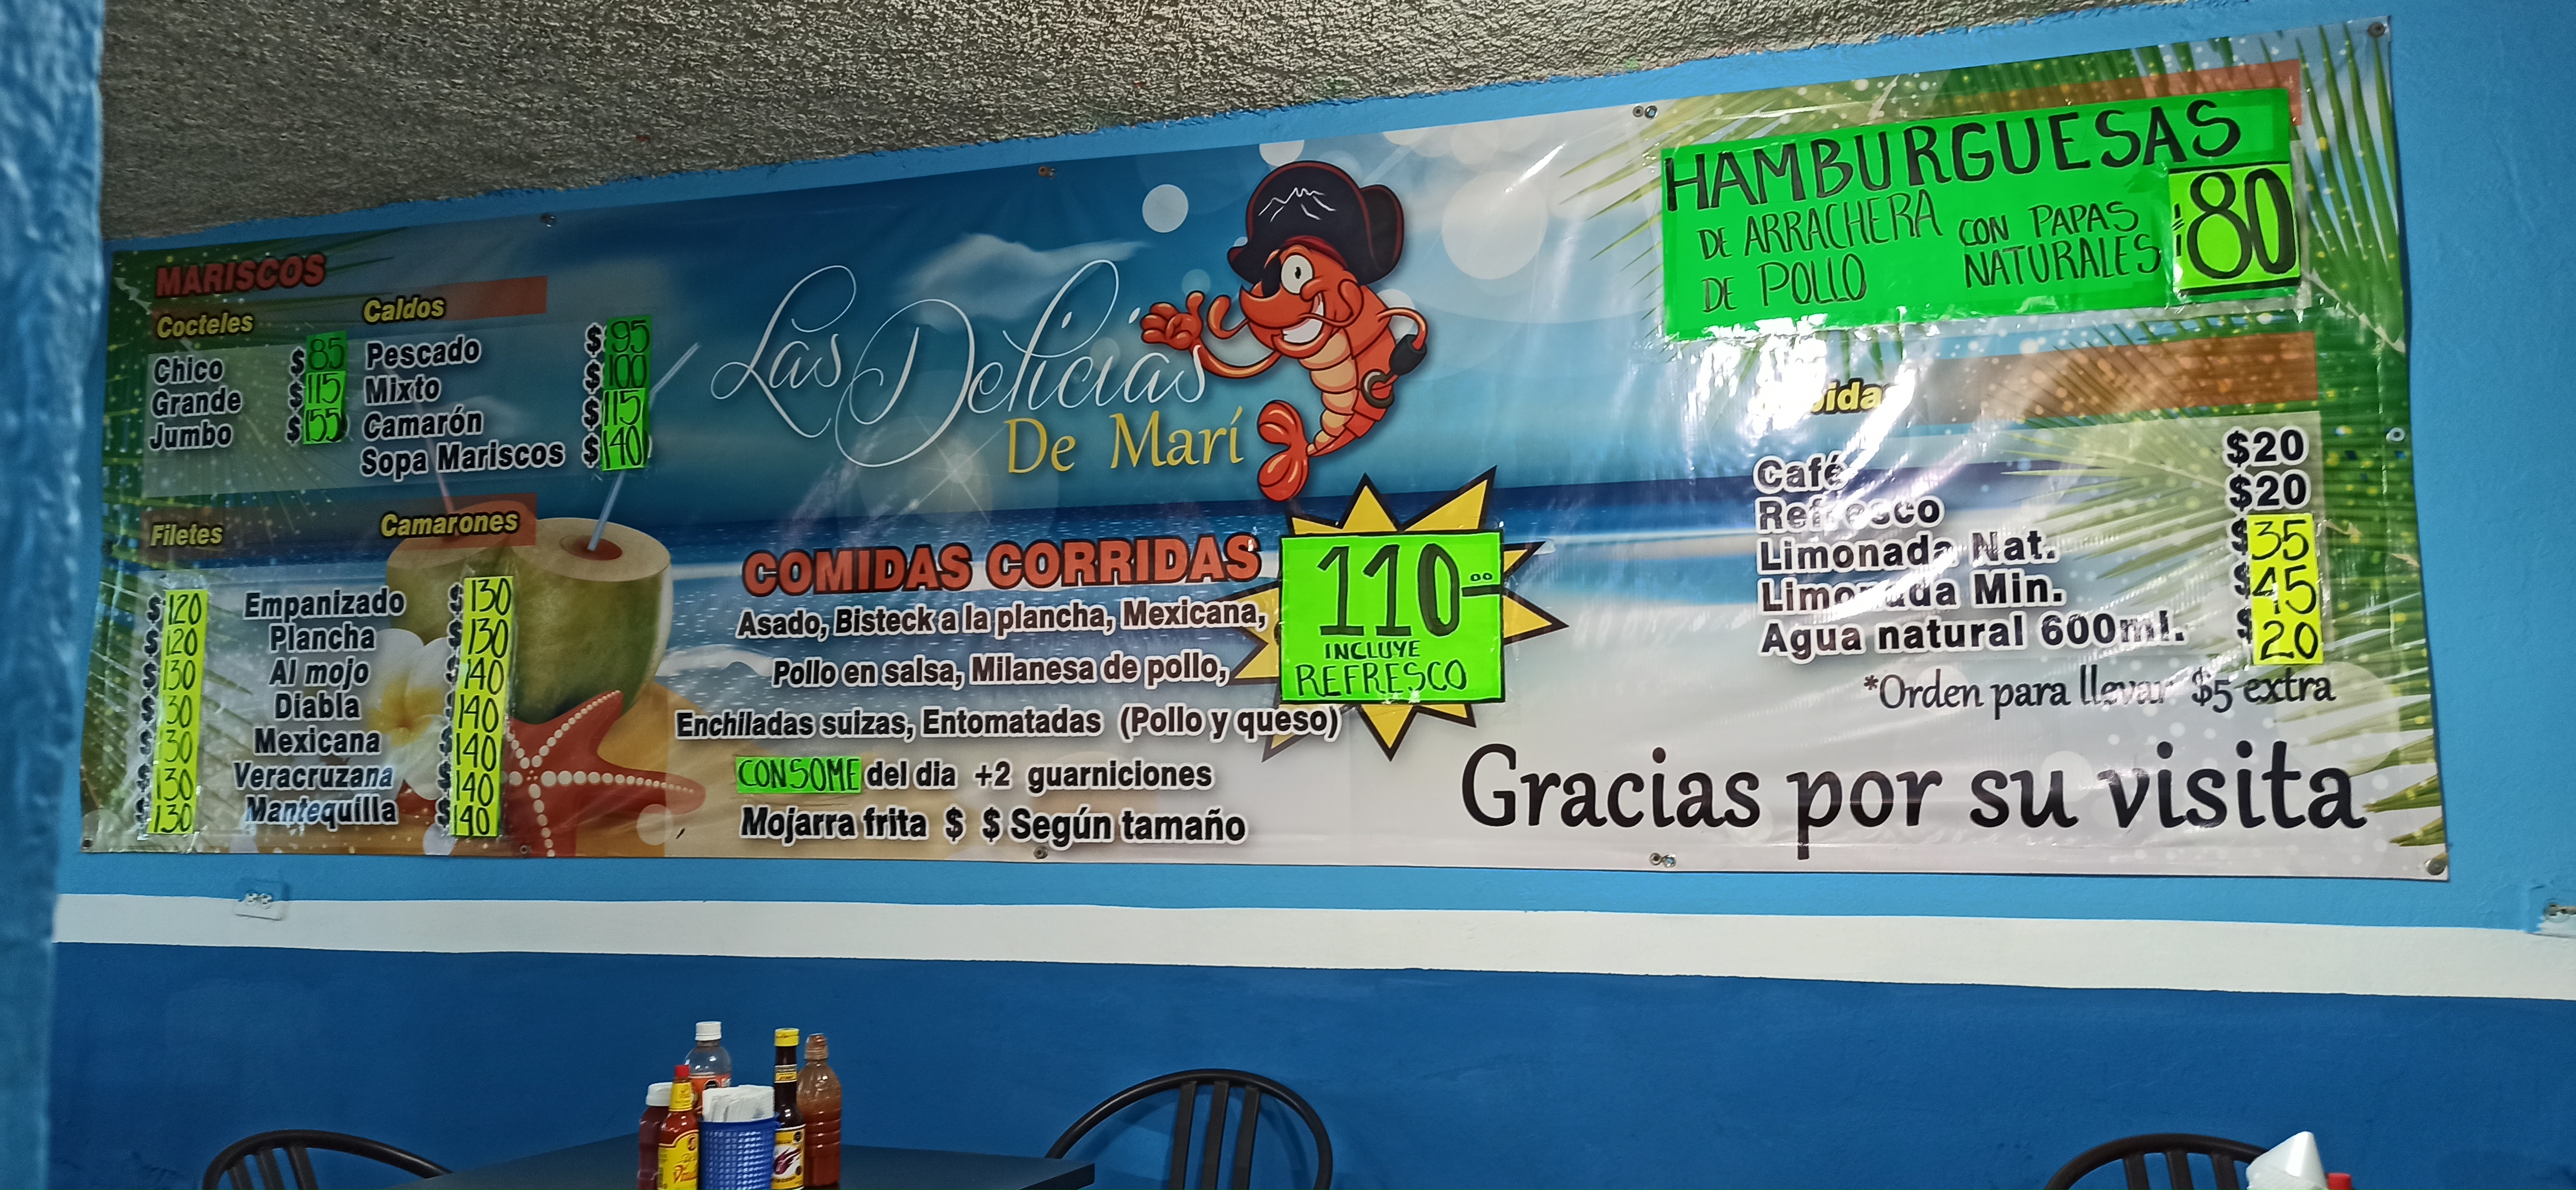 MARISCOS
Cocteles
Chico $85
Grande $115
Jumbo $155
Caldos
Pescado $95
Mixto $100
Camarón $115
Sopa Mariscos $140
Filetes Camarones
$120 Empanizado $130
$120 Plancha $130
$130 Al mojo $140
$130 Diabla $140
$130 Mexicana $140
$130 Veracruzana $140
$130 Mantequilla $140
Las Delicias
De Marí
COMIDAS CORRIDAS
Asado, Bisteck a la plancha, Mexicana,
Pollo en salsa, Milanesa de pollo,
Enchiladas suizas, Entomatadas (Pollo y queso)
CONSOME del dia +2 guarniciones
Mojarra frita $ $ Según tamaño
110.00
INCLUYE
REFRESCO
HAMBURGUESAS
DE ARRACHERA
DE POLLO
CON PAPAS
NATURALES
80
Café $20
Refresco $20
Limonada Nat. $35
Limonada Min. $45
Agua natural 600ml. $20
*Orden para llevar $5 extra
Gracias por su visita